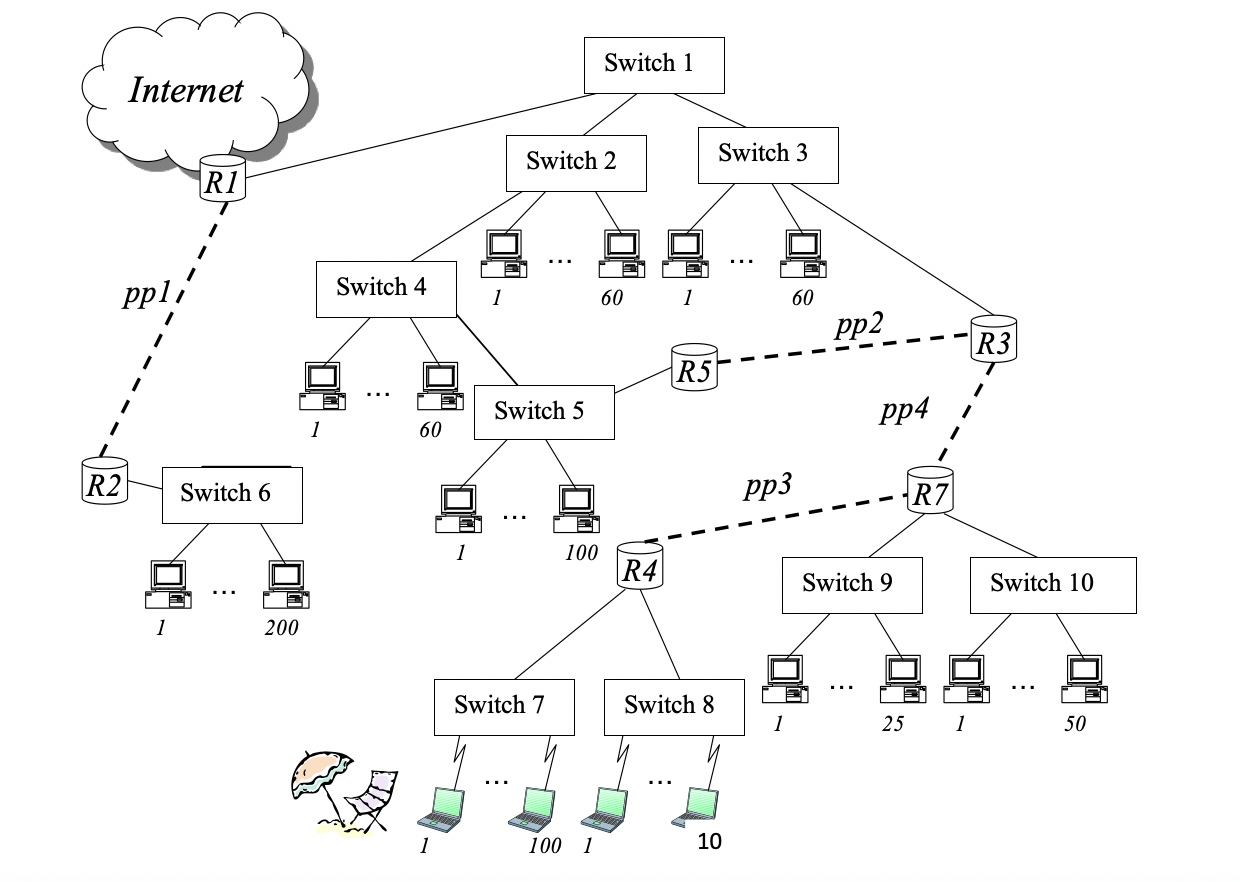 Switch 1
Internet
Switch 2
Switch 3
R1
... ...
Switch 4
pp1
1 60 1 60
pp2
R3
R5
...
Switch 5
pp4
1 60
R2
Switch 6
pp3
R7
...
1 100
R4
Switch 9
Switch 10
...
1 200
... ...
Switch 7
Switch 8
1 25 1 50
... ...
1 100 1 10